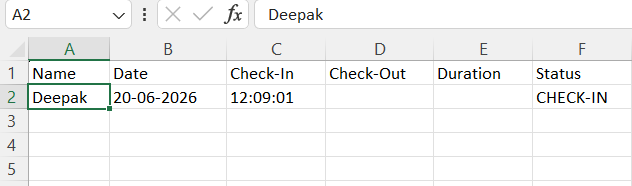 A2 fx Deepak
A B C D E F
1 Name Date Check-In Check-Out Duration Status
2 Deepak 20-06-2026 12:09:01 CHECK-IN
3
4
5